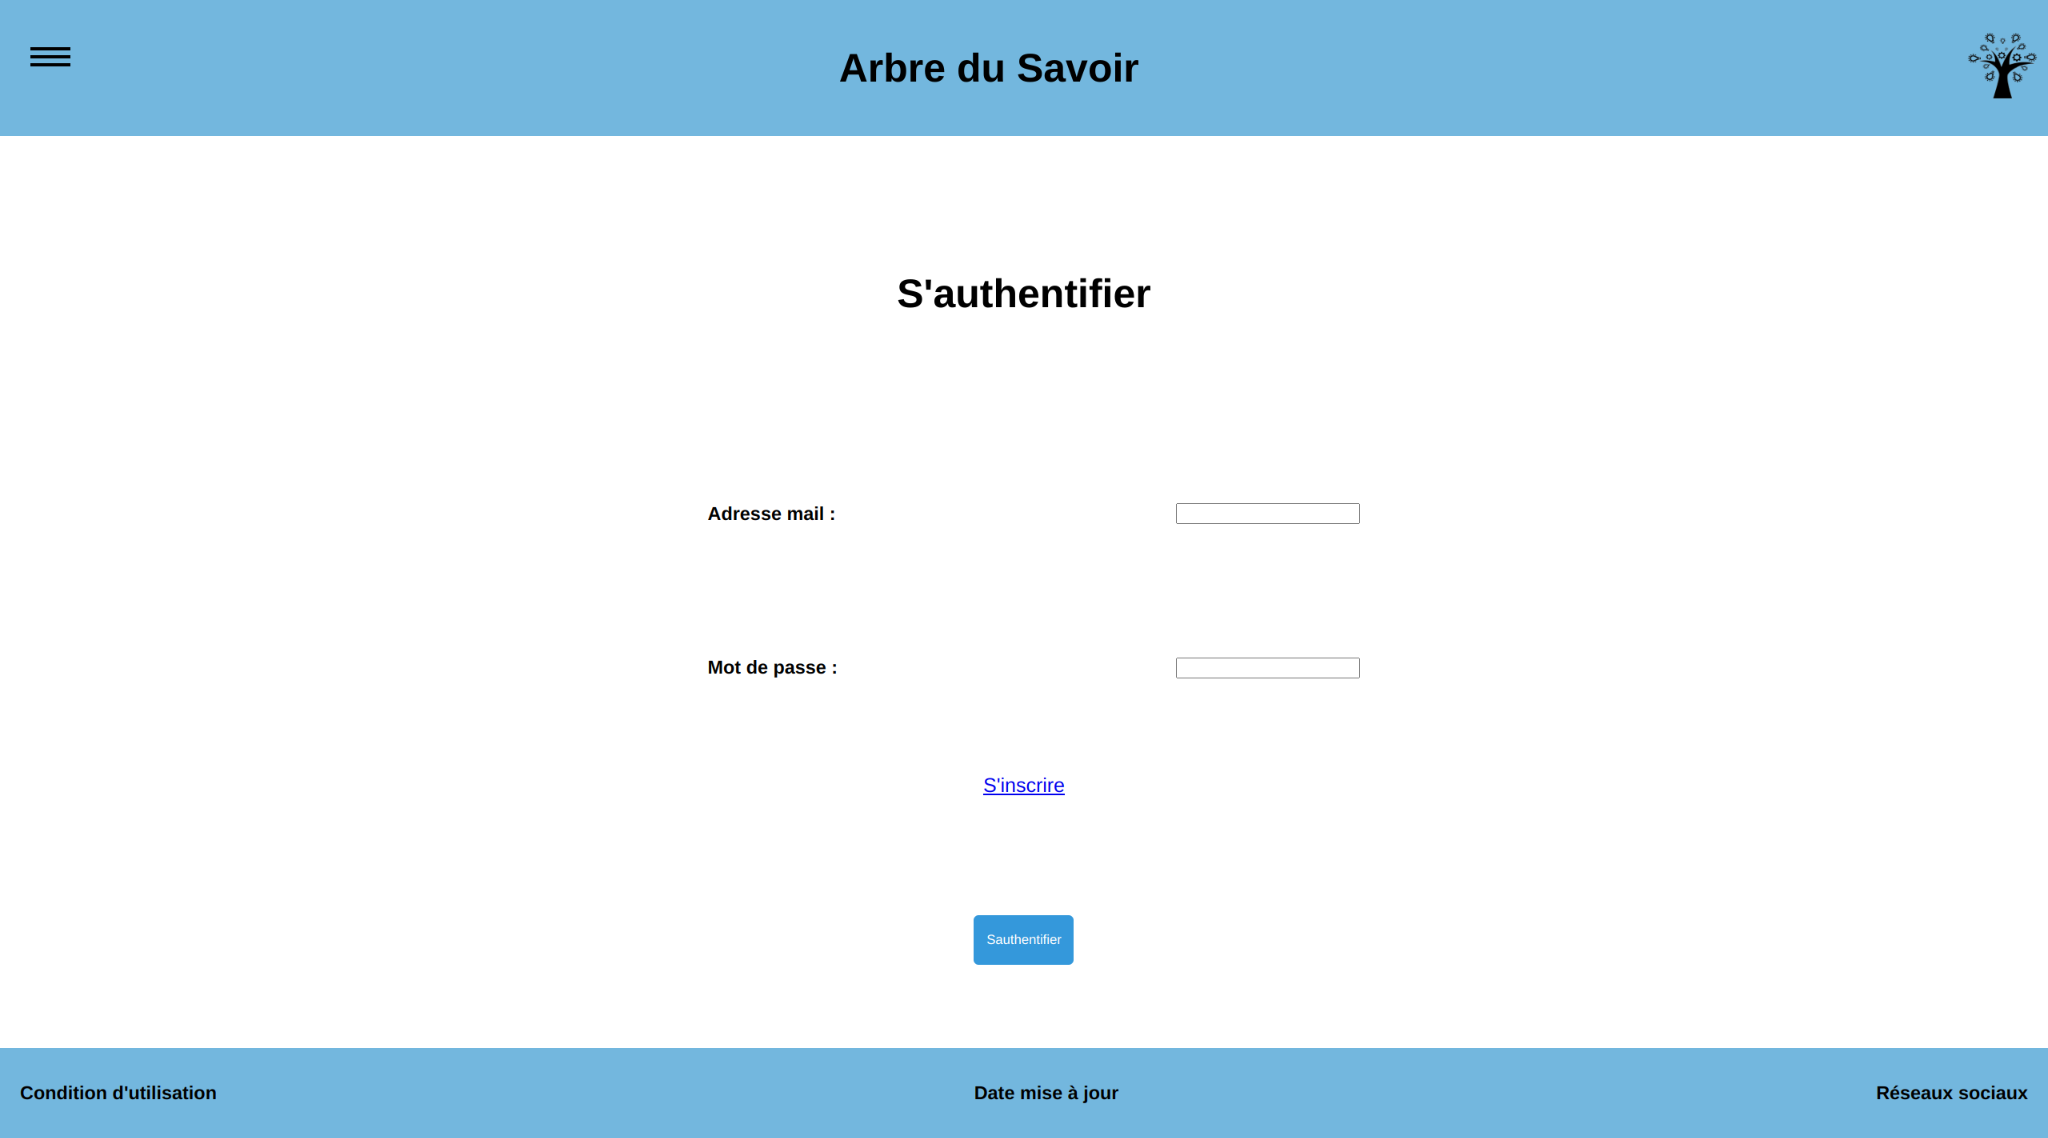 Arbre du Savoir
S'authentifier
Adresse mail :
Mot de passe :
S'inscrire
Sauthentifier
Condition d'utilisation
Date mise à jour
Réseaux sociaux